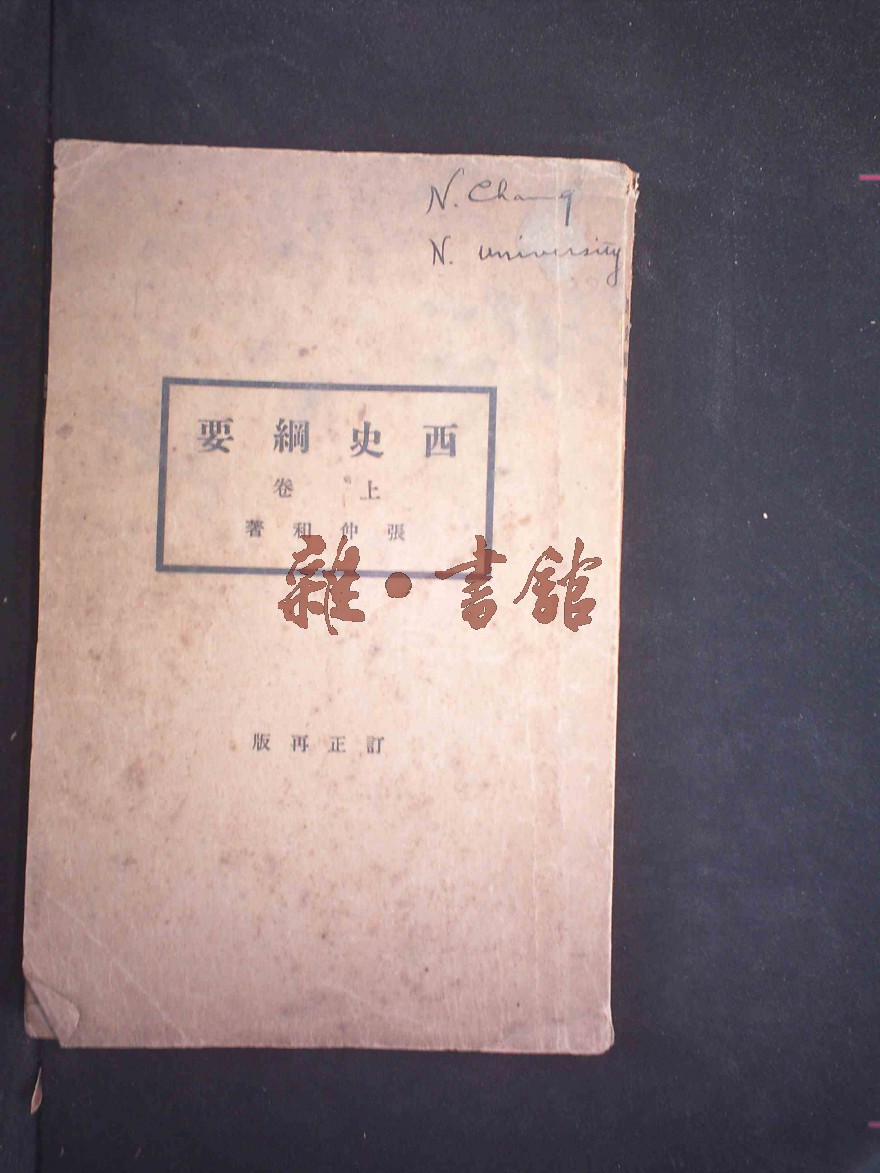 N. Chang
N. university
西史綱要
上卷
張仲和著
雜·書館
訂正再版